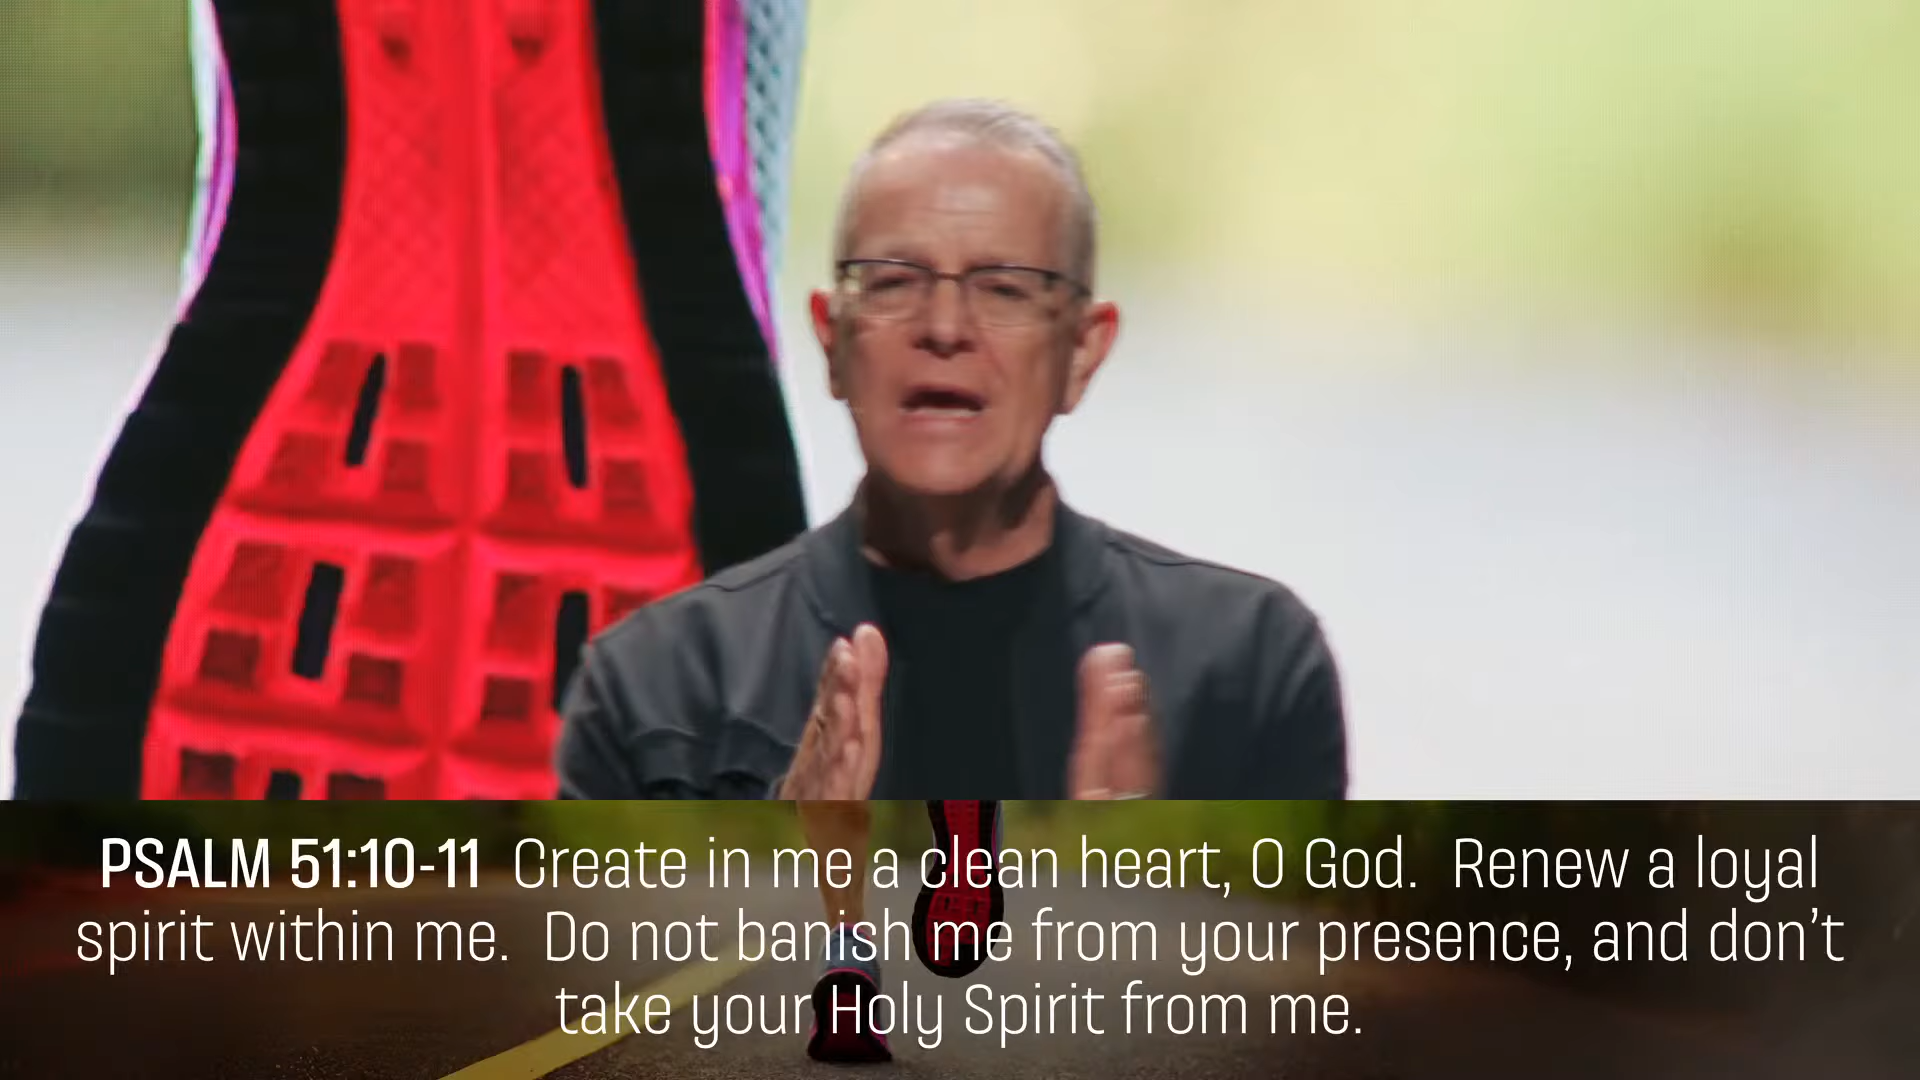 PSALM 51:10-11 Create in me a clean heart, O God. Renew a loyal
spirit within me. Do not banish me from your presence, and don't
take your Holy Spirit from me.